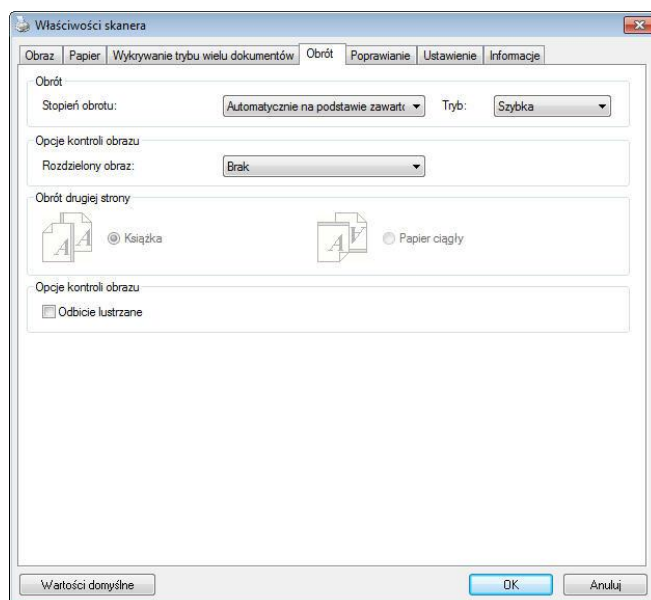 Właściwości skanera
Obraz Papier Wykrywanie trybu wielu dokumentów Obrót Poprawianie Ustawienie Informacje
Obrót
Stopień obrotu: Automatycznie na podstawie zawartc Tryb: Szybka
Opcje kontroli obrazu
Rozdzielony obraz: Brak
Obrót drugiej strony
A A Książka A A Papier ciągły
Opcje kontroli obrazu
Odbicie lustrzane
Wartości domyślne OK Anuluj